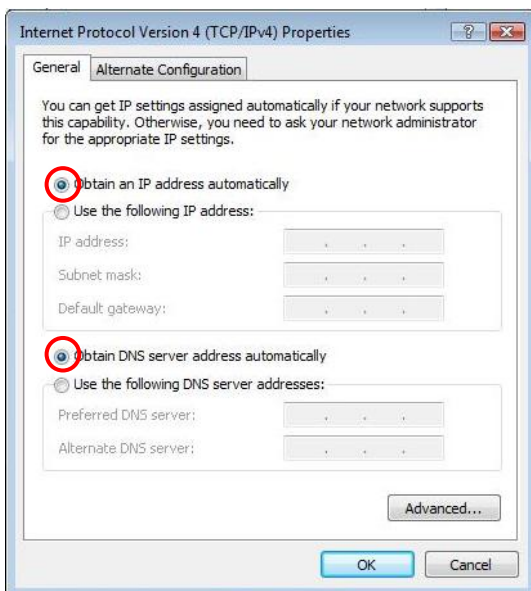 Internet Protocol Version 4 (TCP/IPv4) Properties
General
Alternate Configuration
You can get IP settings assigned automatically if your network supports
this capability. Otherwise, you need to ask your network administrator
for the appropriate IP settings.
Obtain an IP address automatically
Use the following IP address:
IP address:
Subnet mask:
Default gateway:
Obtain DNS server address automatically
Use the following DNS server addresses:
Preferred DNS server:
Alternate DNS server:
Advanced...
OK
Cancel